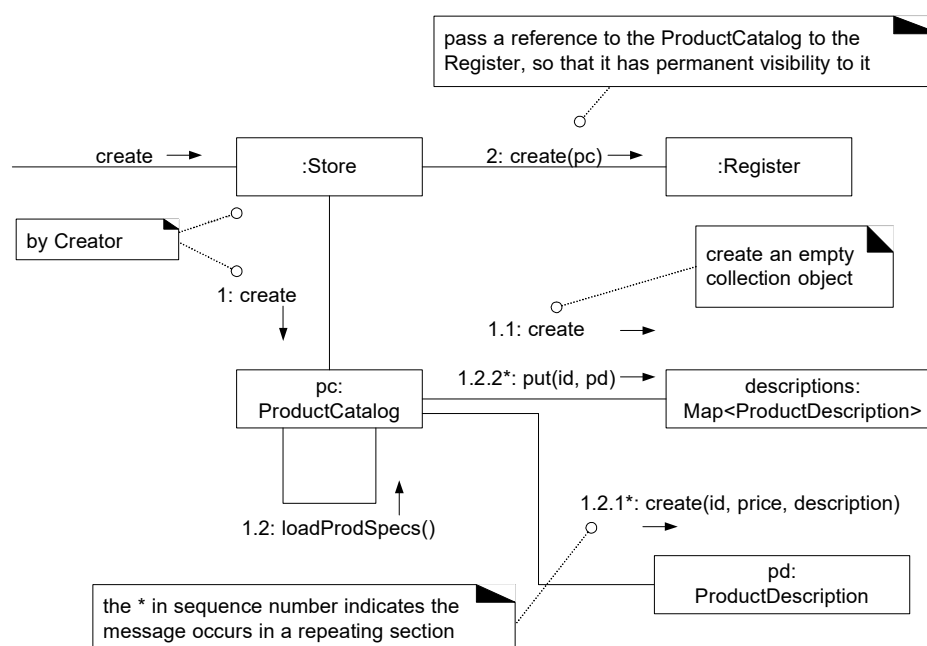 pass a reference to the ProductCatalog to the
Register, so that it has permanent visibility to it
create
:Store
2: create(pc)
:Register
by Creator
create an empty
collection object
1: create
1.1: create
pc:
ProductCatalog
1.2.2*: put(id, pd)
descriptions:
Map<ProductDescription>
1.2: loadProdSpecs()
1.2.1*: create(id, price, description)
pd:
ProductDescription
the * in sequence number indicates the
message occurs in a repeating section